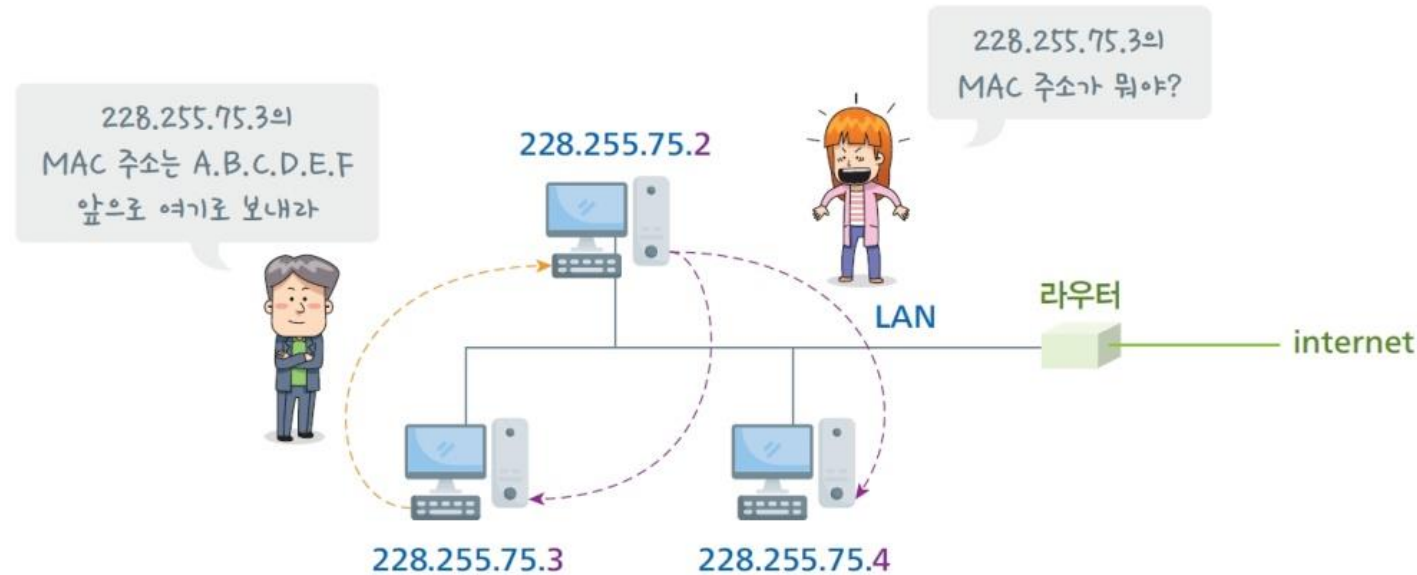 228.255.75.3의
MAC 주소는 A.B.C.D.E.F
앞으로 여기로 보내라
228.255.75.2
228.255.75.3의
MAC 주소가 뭐야?
LAN
라우터
internet
228.255.75.3
228.255.75.4